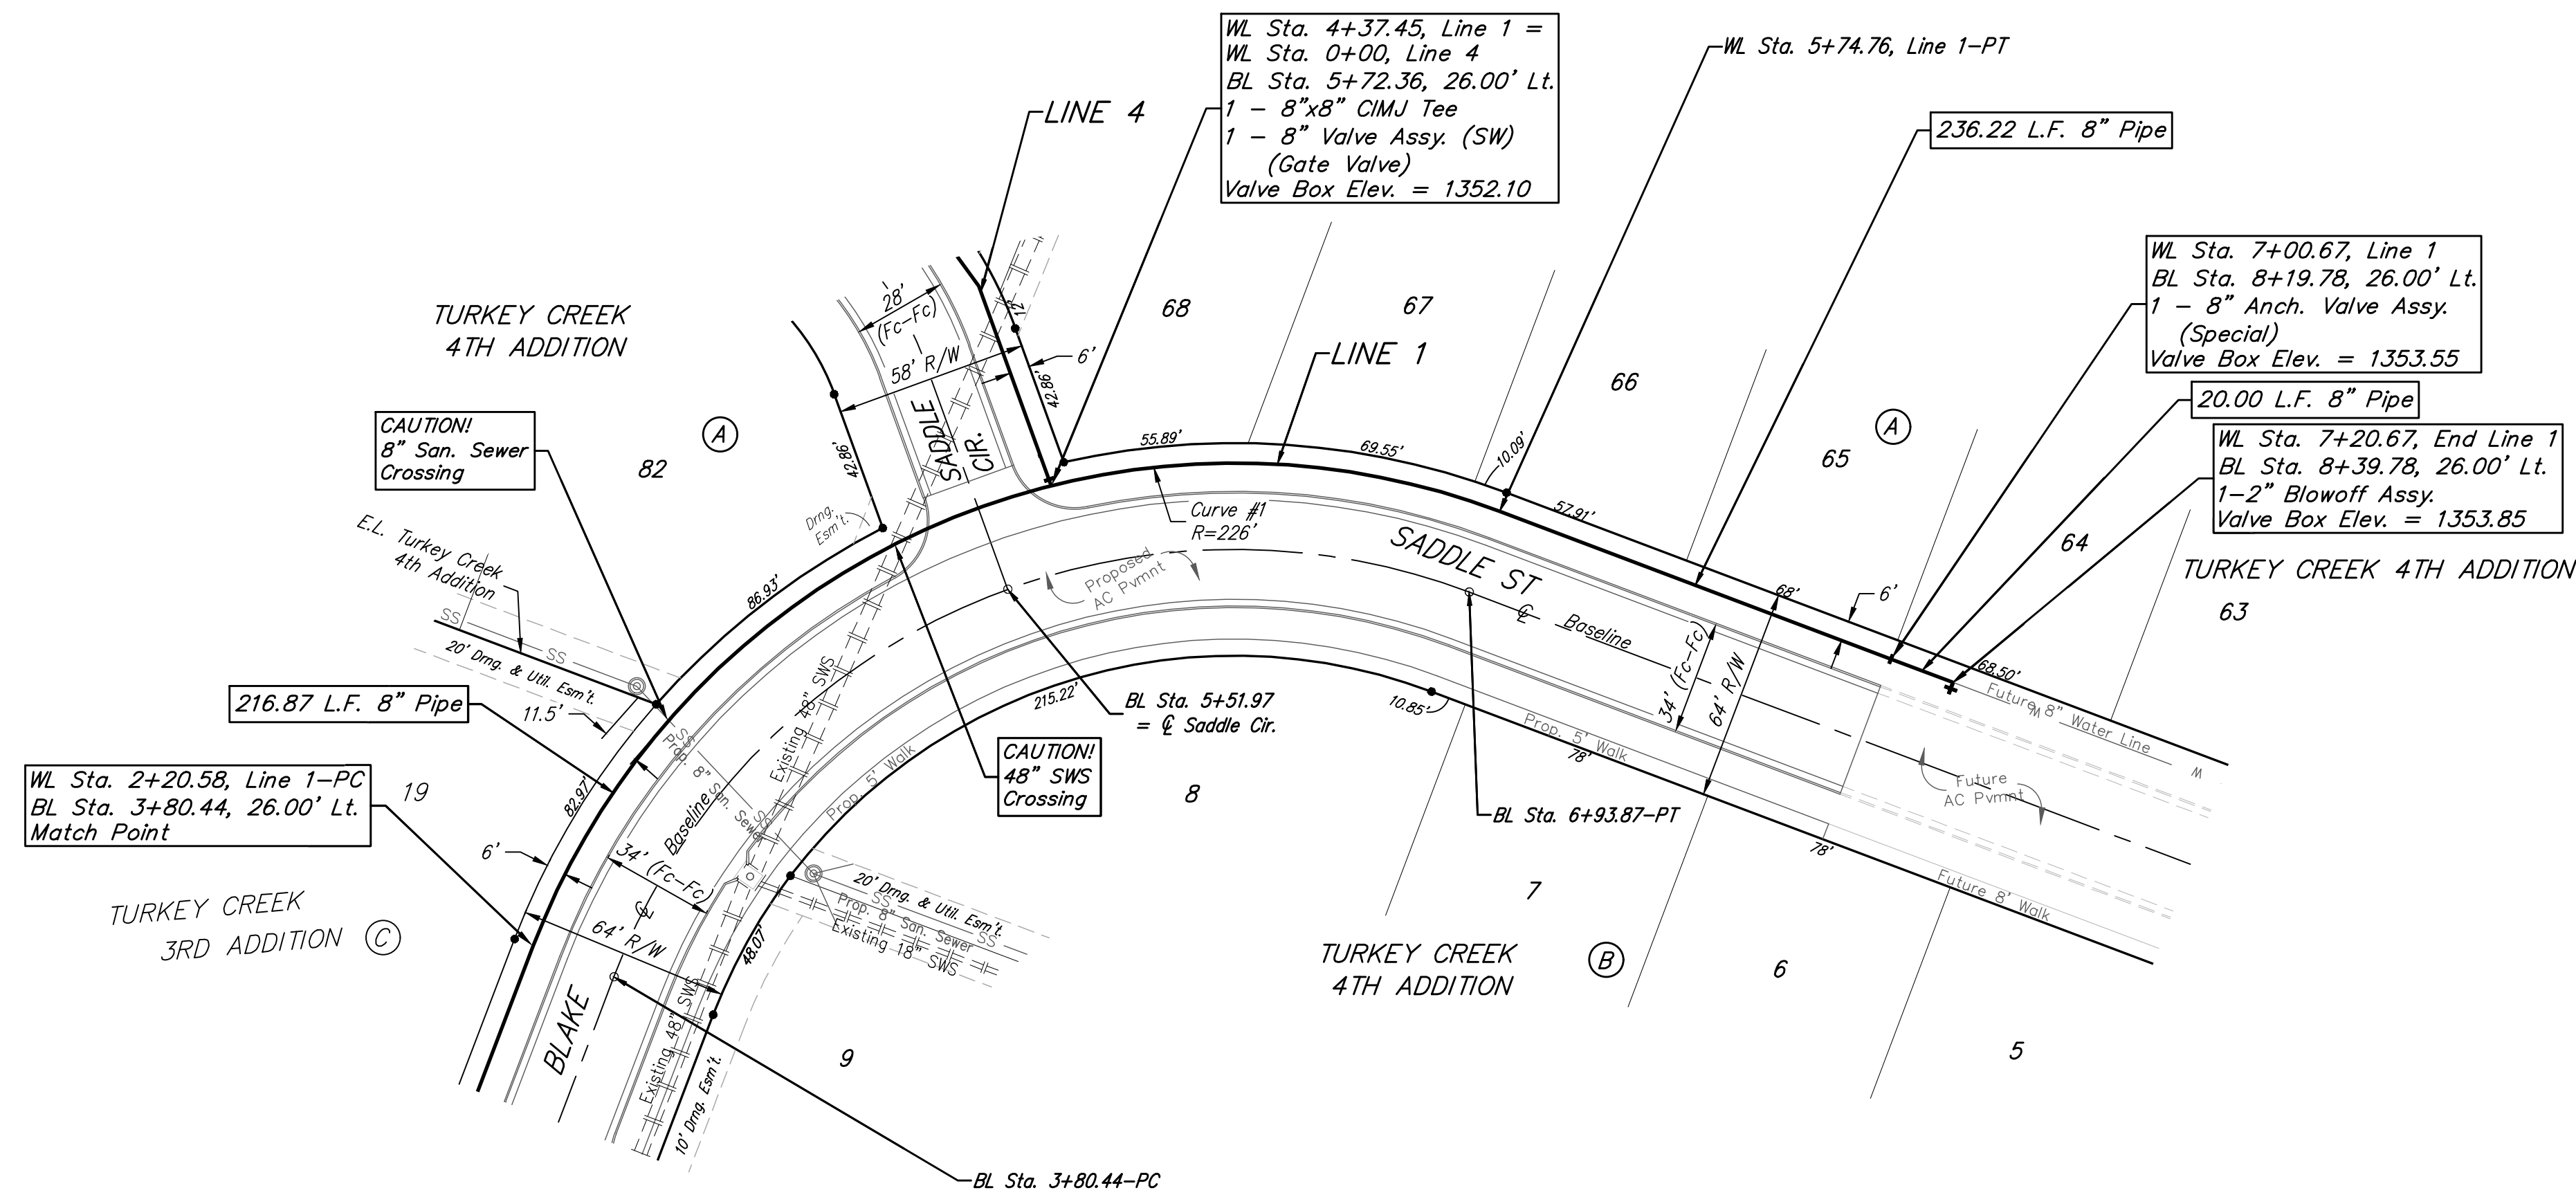 WL Sta. 4+37.45, Line 1 =
WL Sta. 0+00, Line 4
BL Sta. 5+72.36, 26.00' Lt.
1 – 8"x8" CIMJ Tee
1 – 8" Valve Assy. (SW)
(Gate Valve)
Valve Box Elev. = 1352.10
WL Sta. 5+74.76, Line 1–PT
LINE 4
236.22 L.F. 8" Pipe
WL Sta. 7+00.67, Line 1
BL Sta. 8+19.78, 26.00' Lt.
1 – 8" Anch. Valve Assy.
(Special)
Valve Box Elev. = 1353.55
20.00 L.F. 8" Pipe
WL Sta. 7+20.67, End Line 1
BL Sta. 8+39.78, 26.00' Lt.
1–2" Blowoff Assy.
Valve Box Elev. = 1353.85
TURKEY CREEK 4TH ADDITION
63
64
65
A
66
67
68
LINE 1
TURKEY CREEK
4TH ADDITION
28'
(Fc–Fc)
12'
58' R/W
6'
42.86'
42.86'
SADDLE
CIR.
A
82
CAUTION!
8" San. Sewer
Crossing
Drng.
Esm't.
E.L. Turkey Creek
4th Addition
86.93'
55.89'
69.55'
10.09'
57.91'
68'
6'
68.50'
Curve #1
R=226'
SADDLE ST
Proposed
AC Pvmnt
℄
Baseline
34' (Fc–Fc)
64' R/W
Future 8" Water Line
W
W
SS
SS
20' Drng. & Util. Esm't.
11.5'
216.87 L.F. 8" Pipe
WL Sta. 2+20.58, Line 1–PC
BL Sta. 3+80.44, 26.00' Lt.
Match Point
19
82.97'
6'
TURKEY CREEK
3RD ADDITION
C
SS
Prop. 8" San. Sewer
SS
Baseline
34' (Fc–Fc)
℄
64' R/W
BLAKE
Existing 48" SWS
Existing 48" SWS
10' Drng. Esm't.
48.07'
Prop. 5' Walk
215.22'
BL Sta. 5+51.97
= ℄ Saddle Cir.
CAUTION!
48" SWS
Crossing
20' Drng. & Util. Esm't.
SS
Prop. 8" San. Sewer
SS
Existing 18" SWS
8
9
10.85'
BL Sta. 6+93.87–PT
Prop. 5' Walk
78'
78'
Future
AC Pvmnt
Future 8' Walk
7
6
5
TURKEY CREEK
4TH ADDITION
B
BL Sta. 3+80.44–PC